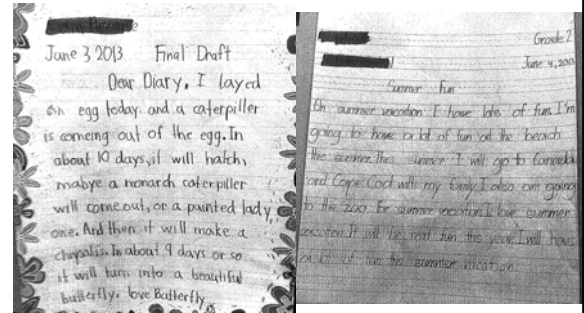 June 3 2013 Final Draft
Dear Diary, I layed
an egg today and a caterpiller
is comeing out of the egg. In
about 10 days, it will hatch,
mabye a monarch caterpiller
will come out, or a painted lady
one. And then it will make a
chrysalis. In about 9 days or so
it will turn into a beautiful
butterfly. love Batterfly
Grade 2
June 4, 200
Summer Fun
On summer vacation I have lots of fun. I'm
going to have a lot of fun at the beach
the summer. This summer I will go to
and Cape Cod with my family. I also am going
to the zoo for summer vacation. I love summer
vacation. It will be real fun this year. I will have
a lot of fun this summer vacation.